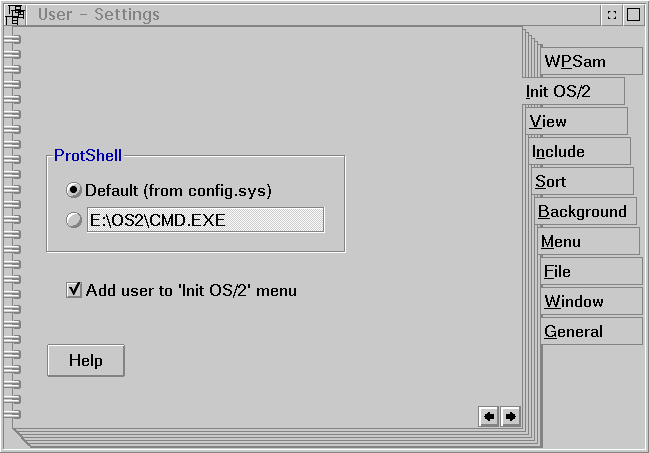 User - Settings
WPSam
Init OS/2
View
Include
Sort
Background
Menu
File
Window
General
ProtShell
Default (from config.sys)
E:\OS2\CMD.EXE
Add user to 'Init OS/2' menu
Help